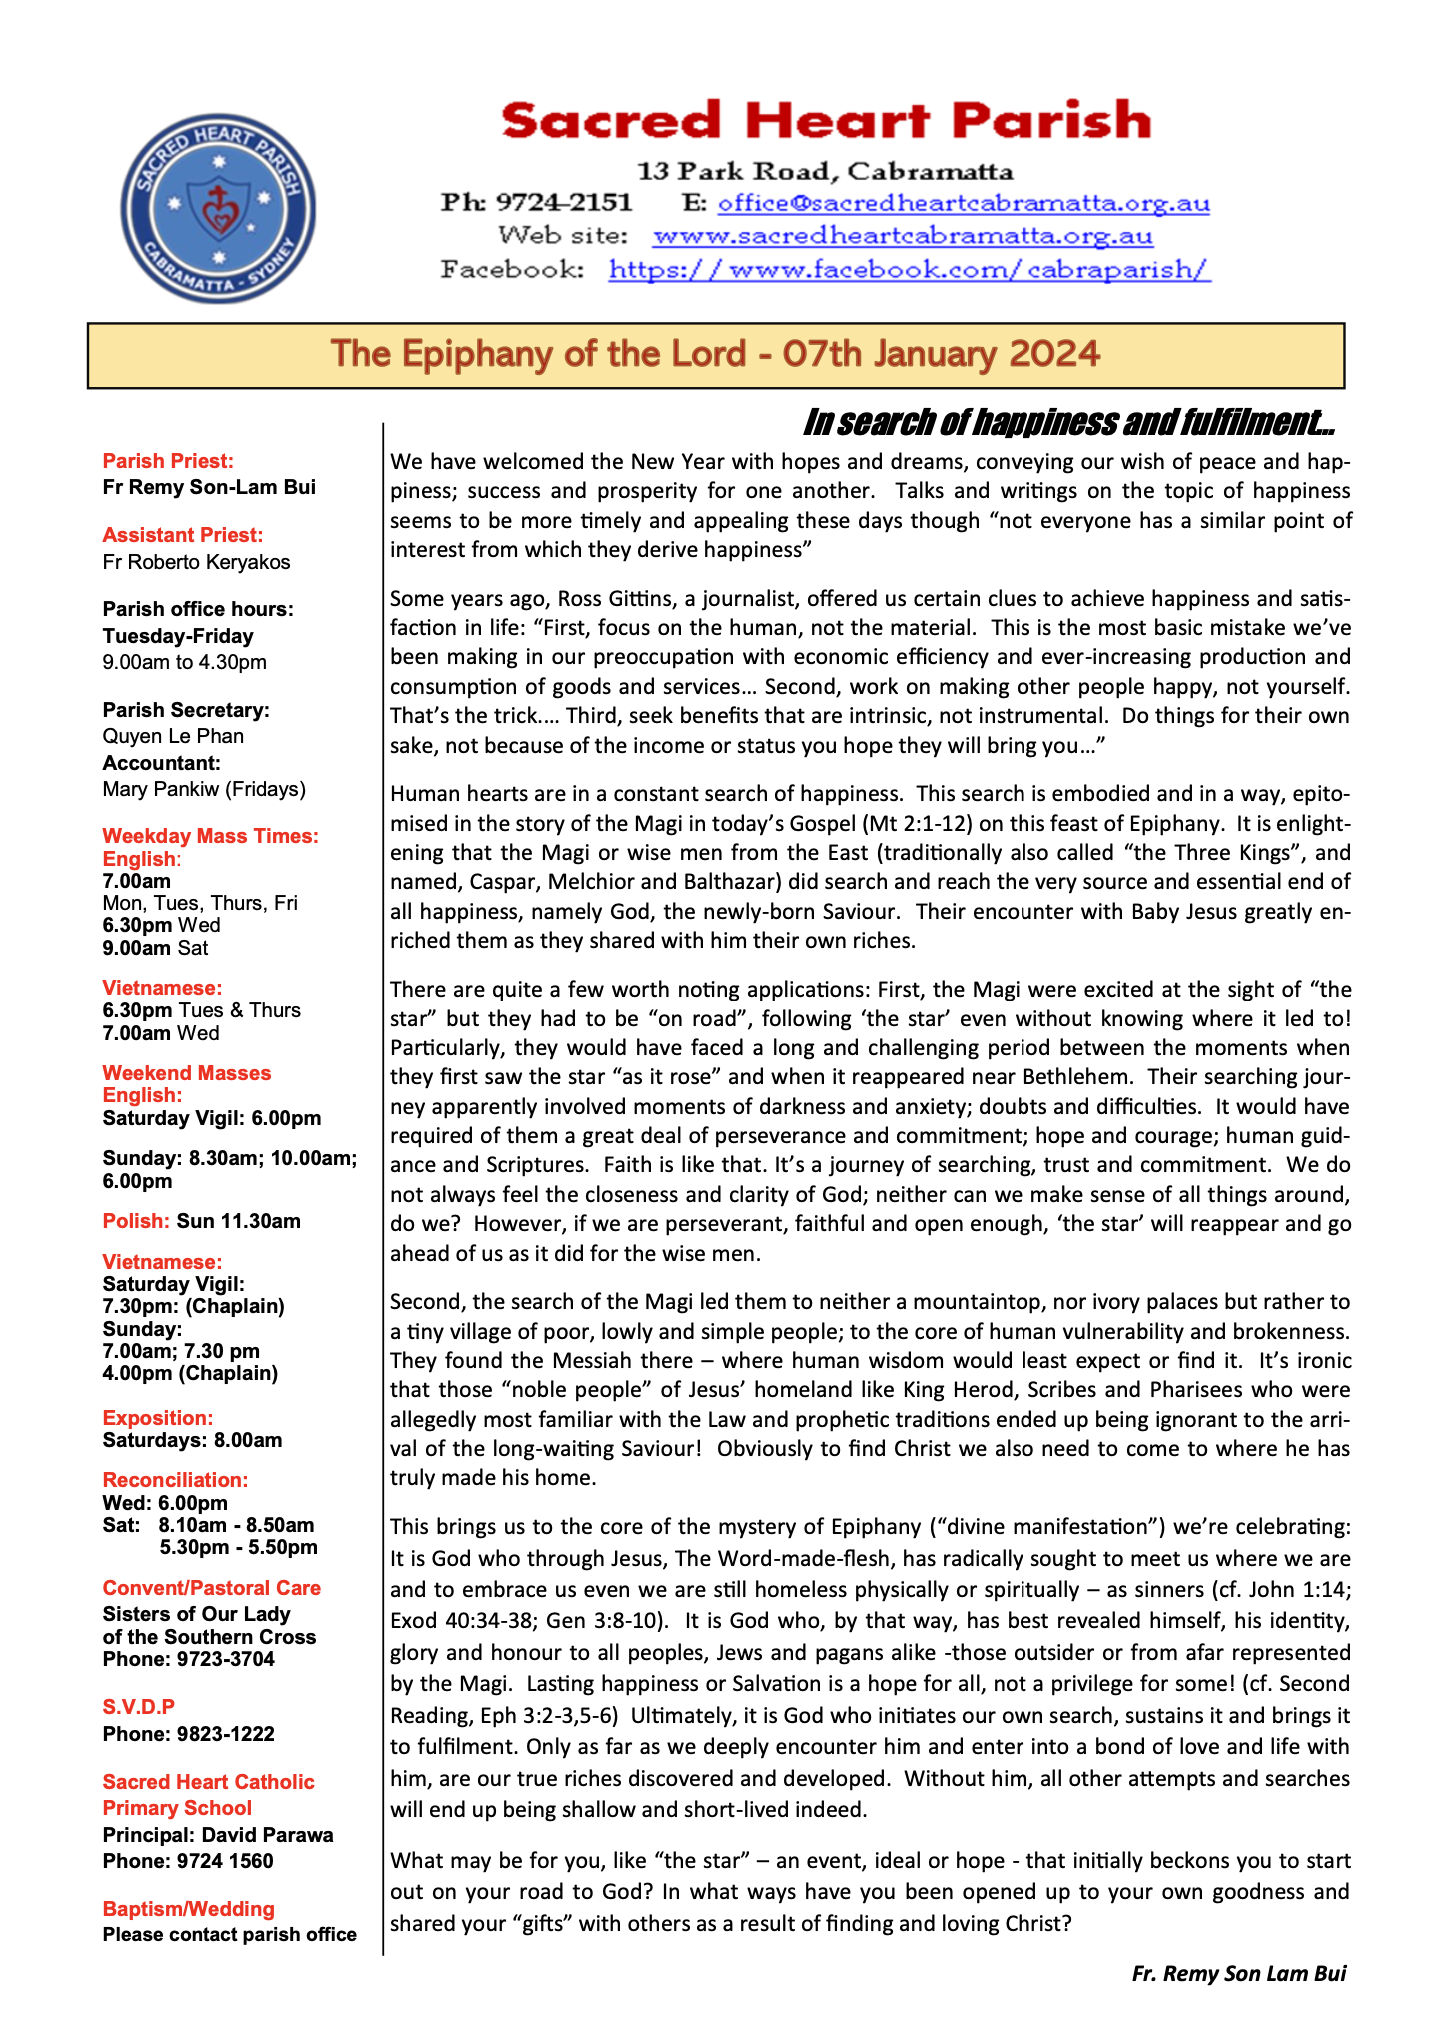 SACRED HEART PARISH
CABRAMATTA - SYDNEY
Sacred Heart Parish
13 Park Road, Cabramatta
Ph: 9724-2151 E: office@sacredheartcabramatta.org.au
Web site: www.sacredheartcabramatta.org.au
Facebook: https://www.facebook.com/cabraparish/
The Epiphany of the Lord - 07th January 2024
Parish Priest:
Fr Remy Son-Lam Bui
Assistant Priest:
Fr Roberto Keryakos
Parish office hours:
Tuesday-Friday
9.00am to 4.30pm
Parish Secretary:
Quyen Le Phan
Accountant:
Mary Pankiw (Fridays)
Weekday Mass Times:
English:
7.00am
Mon, Tues, Thurs, Fri
6.30pm Wed
9.00am Sat
Vietnamese:
6.30pm Tues & Thurs
7.00am Wed
Weekend Masses
English:
Saturday Vigil: 6.00pm
Sunday: 8.30am; 10.00am;
6.00pm
Polish: Sun 11.30am
Vietnamese:
Saturday Vigil:
7.30pm: (Chaplain)
Sunday:
7.00am; 7.30 pm
4.00pm (Chaplain)
Exposition:
Saturdays: 8.00am
Reconciliation:
Wed: 6.00pm
Sat: 8.10am - 8.50am
5.30pm - 5.50pm
Convent/Pastoral Care
Sisters of Our Lady
of the Southern Cross
Phone: 9723-3704
S.V.D.P
Phone: 9823-1222
Sacred Heart Catholic
Primary School
Principal: David Parawa
Phone: 9724 1560
Baptism/Wedding
Please contact parish office
In search of happiness and fulfilment...
We have welcomed the New Year with hopes and dreams, conveying our wish of peace and hap-
piness; success and prosperity for one another. Talks and writings on the topic of happiness
seems to be more timely and appealing these days though “not everyone has a similar point of
interest from which they derive happiness”
Some years ago, Ross Gittins, a journalist, offered us certain clues to achieve happiness and satis-
faction in life: “First, focus on the human, not the material. This is the most basic mistake we’ve
been making in our preoccupation with economic efficiency and ever-increasing production and
consumption of goods and services… Second, work on making other people happy, not yourself.
That’s the trick.… Third, seek benefits that are intrinsic, not instrumental. Do things for their own
sake, not because of the income or status you hope they will bring you…”
Human hearts are in a constant search of happiness. This search is embodied and in a way, epito-
mised in the story of the Magi in today’s Gospel (Mt 2:1-12) on this feast of Epiphany. It is enlight-
ening that the Magi or wise men from the East (traditionally also called “the Three Kings”, and
named, Caspar, Melchior and Balthazar) did search and reach the very source and essential end of
all happiness, namely God, the newly-born Saviour. Their encounter with Baby Jesus greatly en-
riched them as they shared with him their own riches.
There are quite a few worth noting applications: First, the Magi were excited at the sight of “the
star” but they had to be “on road”, following ‘the star’ even without knowing where it led to!
Particularly, they would have faced a long and challenging period between the moments when
they first saw the star “as it rose” and when it reappeared near Bethlehem. Their searching jour-
ney apparently involved moments of darkness and anxiety; doubts and difficulties. It would have
required of them a great deal of perseverance and commitment; hope and courage; human guid-
ance and Scriptures. Faith is like that. It’s a journey of searching, trust and commitment. We do
not always feel the closeness and clarity of God; neither can we make sense of all things around,
do we? However, if we are perseverant, faithful and open enough, ‘the star’ will reappear and go
ahead of us as it did for the wise men.
Second, the search of the Magi led them to neither a mountaintop, nor ivory palaces but rather to
a tiny village of poor, lowly and simple people; to the core of human vulnerability and brokenness.
They found the Messiah there – where human wisdom would least expect or find it. It’s ironic
that those “noble people” of Jesus’ homeland like King Herod, Scribes and Pharisees who were
allegedly most familiar with the Law and prophetic traditions ended up being ignorant to the arri-
val of the long-waiting Saviour! Obviously to find Christ we also need to come to where he has
truly made his home.
This brings us to the core of the mystery of Epiphany (“divine manifestation”) we’re celebrating:
It is God who through Jesus, The Word-made-flesh, has radically sought to meet us where we are
and to embrace us even we are still homeless physically or spiritually – as sinners (cf. John 1:14;
Exod 40:34-38; Gen 3:8-10). It is God who, by that way, has best revealed himself, his identity,
glory and honour to all peoples, Jews and pagans alike -those outsider or from afar represented
by the Magi. Lasting happiness or Salvation is a hope for all, not a privilege for some! (cf. Second
Reading, Eph 3:2-3,5-6) Ultimately, it is God who initiates our own search, sustains it and brings it
to fulfilment. Only as far as we deeply encounter him and enter into a bond of love and life with
him, are our true riches discovered and developed. Without him, all other attempts and searches
will end up being shallow and short-lived indeed.
What may be for you, like “the star” – an event, ideal or hope - that initially beckons you to start
out on your road to God? In what ways have you been opened up to your own goodness and
shared your “gifts” with others as a result of finding and loving Christ?
Fr. Remy Son Lam Bui